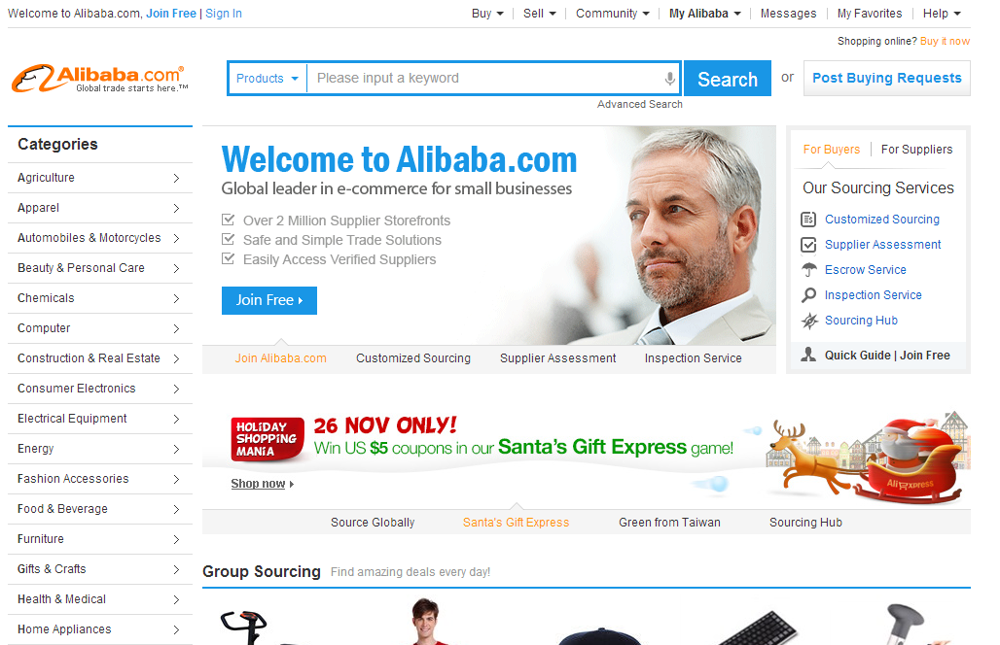 Welcome to Alibaba.com, Join Free | Sign In
Buy
Sell
Community
My Alibaba
Messages
My Favorites
Help
Shopping online? Buy it now
Alibaba.com®
Global trade starts here.™
Products
Please input a keyword
Search
or
Post Buying Requests
Advanced Search
Categories
Agriculture
Apparel
Automobiles & Motorcycles
Beauty & Personal Care
Chemicals
Computer
Construction & Real Estate
Consumer Electronics
Electrical Equipment
Energy
Fashion Accessories
Food & Beverage
Furniture
Gifts & Crafts
Health & Medical
Home Appliances
Welcome to Alibaba.com
Global leader in e-commerce for small businesses
Over 2 Million Supplier Storefronts
Safe and Simple Trade Solutions
Easily Access Verified Suppliers
Join Free
Join Alibaba.com
Customized Sourcing
Supplier Assessment
Inspection Service
For Buyers
For Suppliers
Our Sourcing Services
Customized Sourcing
Supplier Assessment
Escrow Service
Inspection Service
Sourcing Hub
Quick Guide | Join Free
HOLIDAY
SHOPPING
MANIA
26 NOV ONLY!
Win US $5 coupons in our Santa's Gift Express game!
Shop now
AliExpress
Source Globally
Santa's Gift Express
Green from Taiwan
Sourcing Hub
Group Sourcing
Find amazing deals every day!